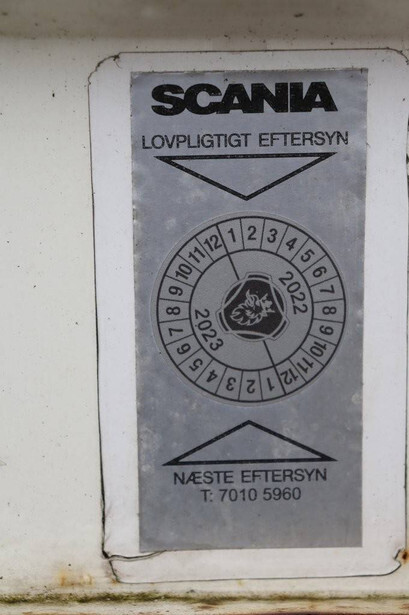 SCANIA
LOVPLIGTIGT EFTERSYN
1 2 3 4 5 6 7 8 9 10 11 12
2022
1 2 3 4 5 6 7 8 9 10 11 12
2023
NÆSTE EFTERSYN
T: 7010 5960